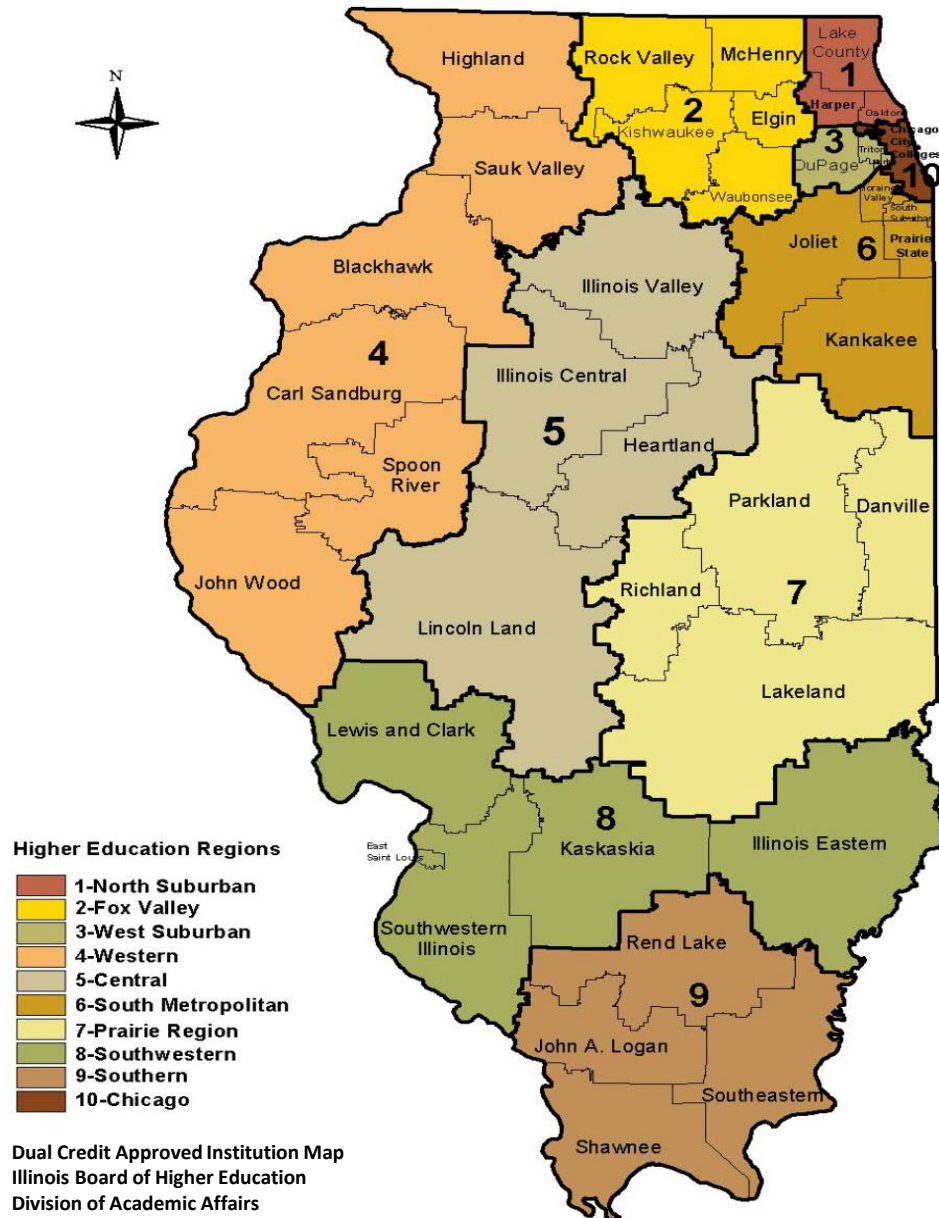 N
Highland
Rock Valley
McHenry
Lake
County
1
2
Harper
Oakton
Elgin
Kishwaukee
Chicago
City
Colleges
3
Triton
DuPage
10
Sauk Valley
Waubonsee
Moraine
Valley
South
Suburban
Joliet
6
Prairie
State
Blackhawk
Illinois Valley
Kankakee
4
Illinois Central
Carl Sandburg
5
Heartland
Spoon
River
Parkland
Danville
John Wood
Richland
7
Lincoln Land
Lakeland
Lewis and Clark
8
Kaskaskia
Illinois Eastern
East
Saint Louis
Southwestern
Illinois
Rend Lake
9
John A. Logan
Southeastern
Shawnee
Higher Education Regions
1-North Suburban
2-Fox Valley
3-West Suburban
4-Western
5-Central
6-South Metropolitan
7-Prairie Region
8-Southwestern
9-Southern
10-Chicago
Dual Credit Approved Institution Map
Illinois Board of Higher Education
Division of Academic Affairs